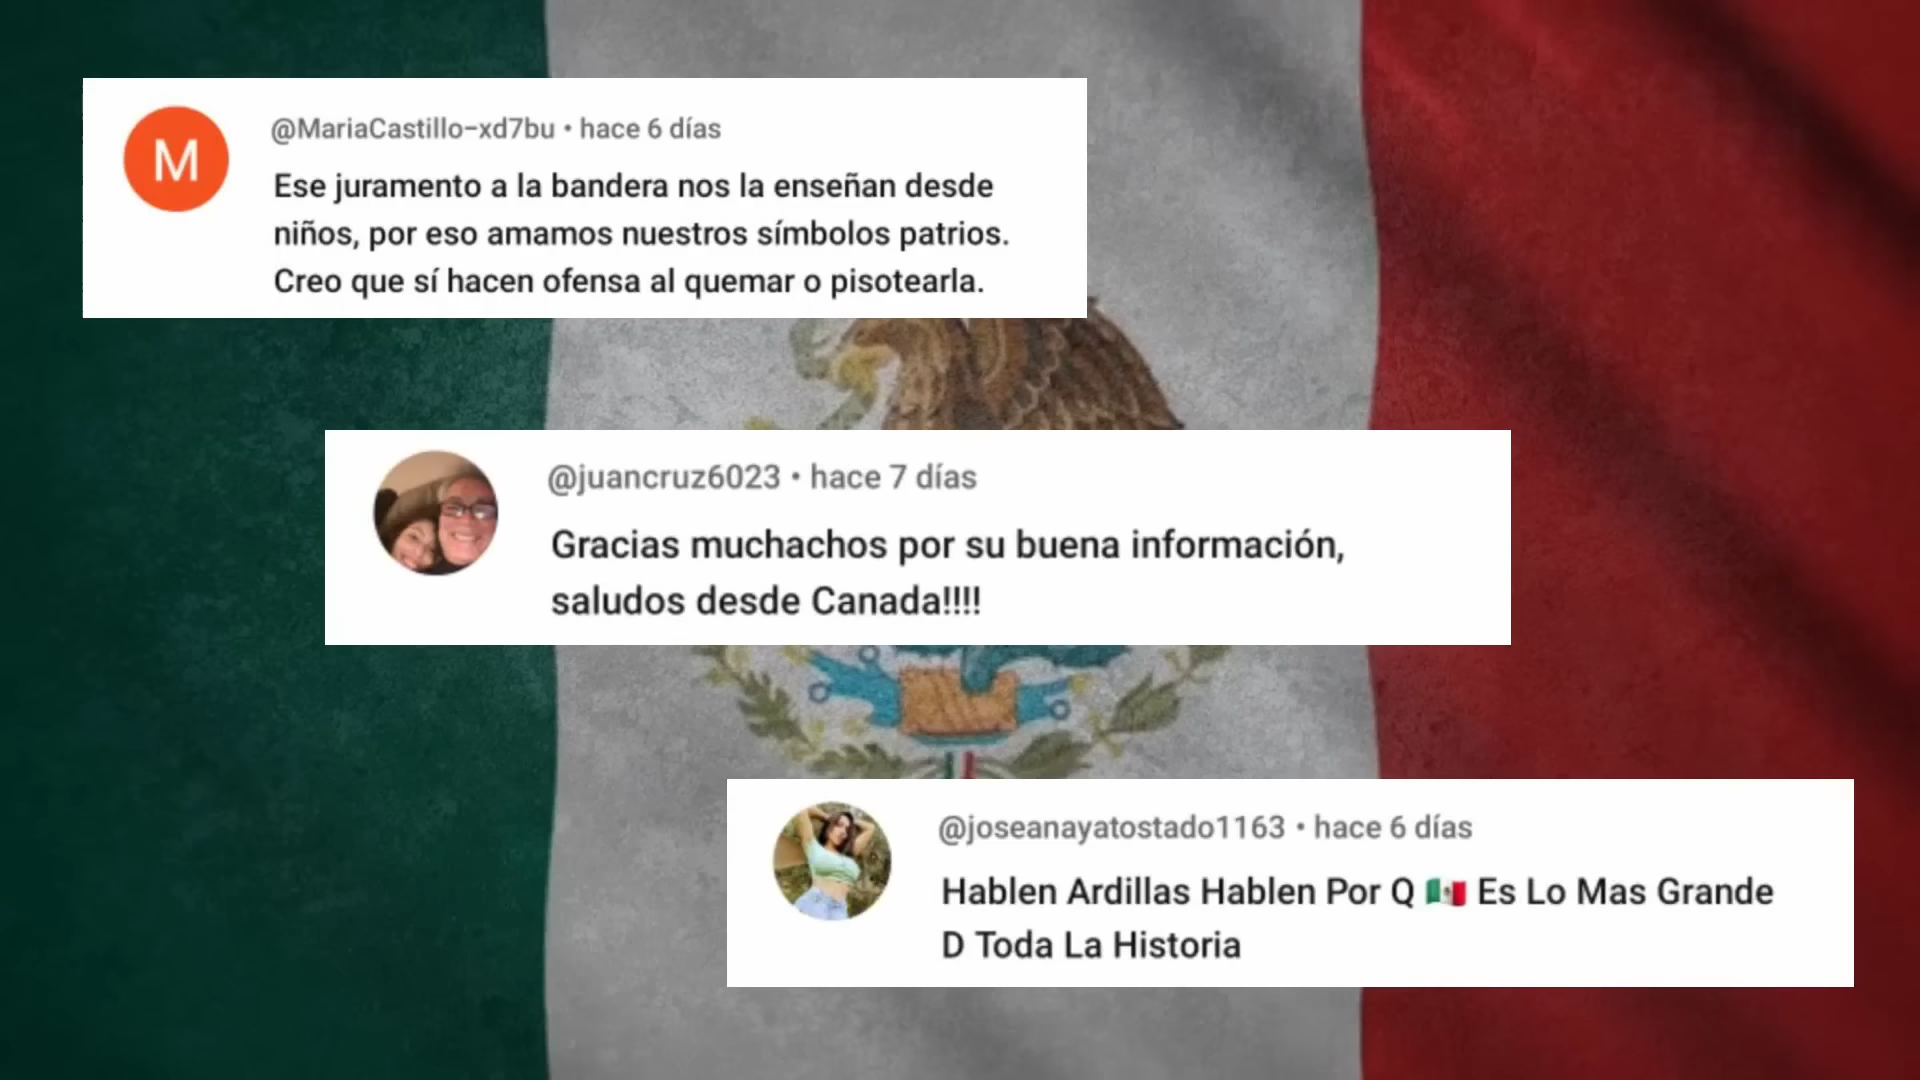 M
@MariaCastillo-xd7bu • hace 6 días
Ese juramento a la bandera nos la enseñan desde
niños, por eso amamos nuestros símbolos patrios.
Creo que sí hacen ofensa al quemar o pisotearla.
@juancruz6023 • hace 7 días
Gracias muchachos por su buena información,
saludos desde Canada!!!!
@joseanayatostado1163 • hace 6 días
Hablen Ardillas Hablen Por Q 🇲🇽 Es Lo Mas Grande
D Toda La Historia